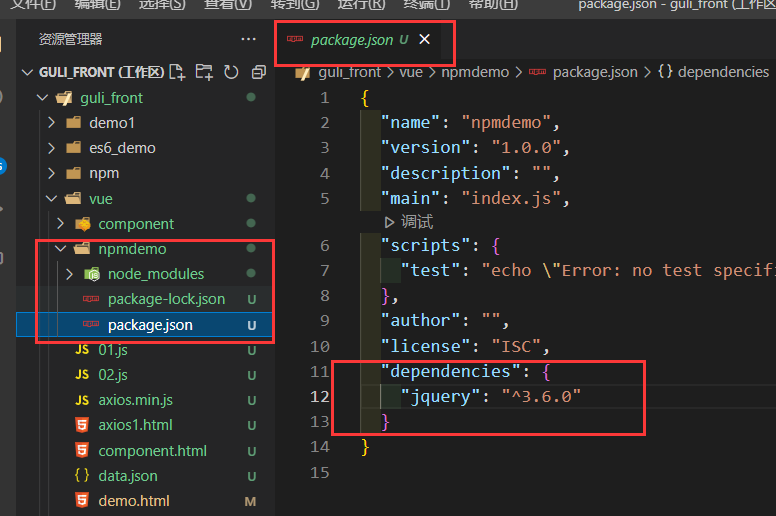 文件(F) 编辑(E) 选择(S) 查看(V) 转到(G) 运行(R) 终端(T) 帮助(H) package.json - guli_front (工作区
资源管理器 ···
GULI_FRONT (工作区)
guli_front
demo1
es6_demo
npm
vue
component
npmdemo
node_modules
package-lock.json U
package.json U
JS 01.js U
JS 02.js U
JS axios.min.js U
axios1.html U
component.html U
{ } data.json U
demo.html M
package.json U ×
guli_front > vue > npmdemo > package.json > { } dependencies
1 {
2 "name": "npmdemo",
3 "version": "1.0.0",
4 "description": "",
5 "main": "index.js",
调试
6 "scripts": {
7 "test": "echo \"Error: no test specifi
8 },
9 "author": "",
10 "license": "ISC",
11 "dependencies": {
12 "jquery": "^3.6.0"
13 }
14 }
15